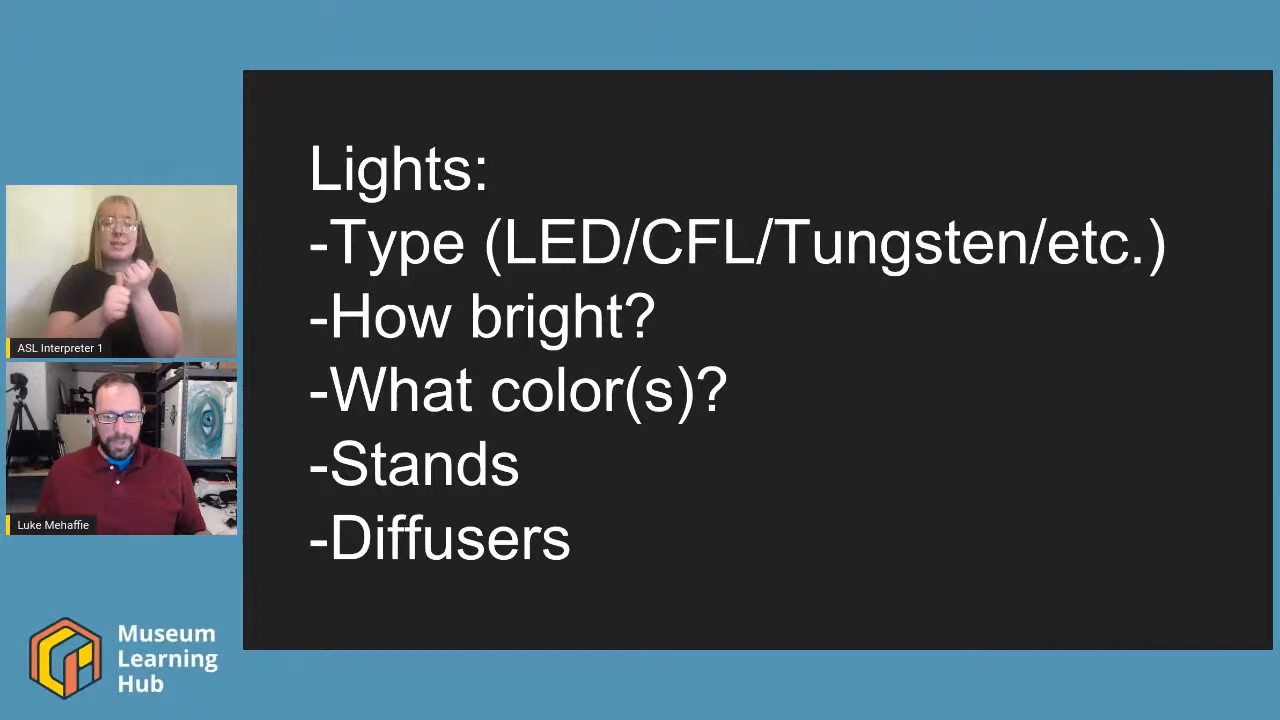 Lights:
-Type (LED/CFL/Tungsten/etc.)
-How bright?
-What color(s)?
-Stands
-Diffusers
ASL Interpreter 1
Luke Mehaffie
Museum
Learning
Hub